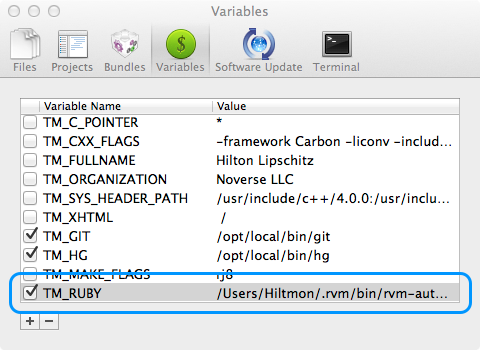 Variables
Files Projects Bundles Variables Software Update Terminal
Variable Name Value
TM_C_POINTER *
TM_CXX_FLAGS -framework Carbon -liconv -includ...
TM_FULLNAME Hilton Lipschitz
TM_ORGANIZATION Noverse LLC
TM_SYS_HEADER_PATH /usr/include/c++/4.0.0:/usr/inclu...
TM_XHTML /
TM_GIT /opt/local/bin/git
TM_HG /opt/local/bin/hg
TM_MAKE_FLAGS rj8
TM_RUBY /Users/Hiltmon/.rvm/bin/rvm-aut...